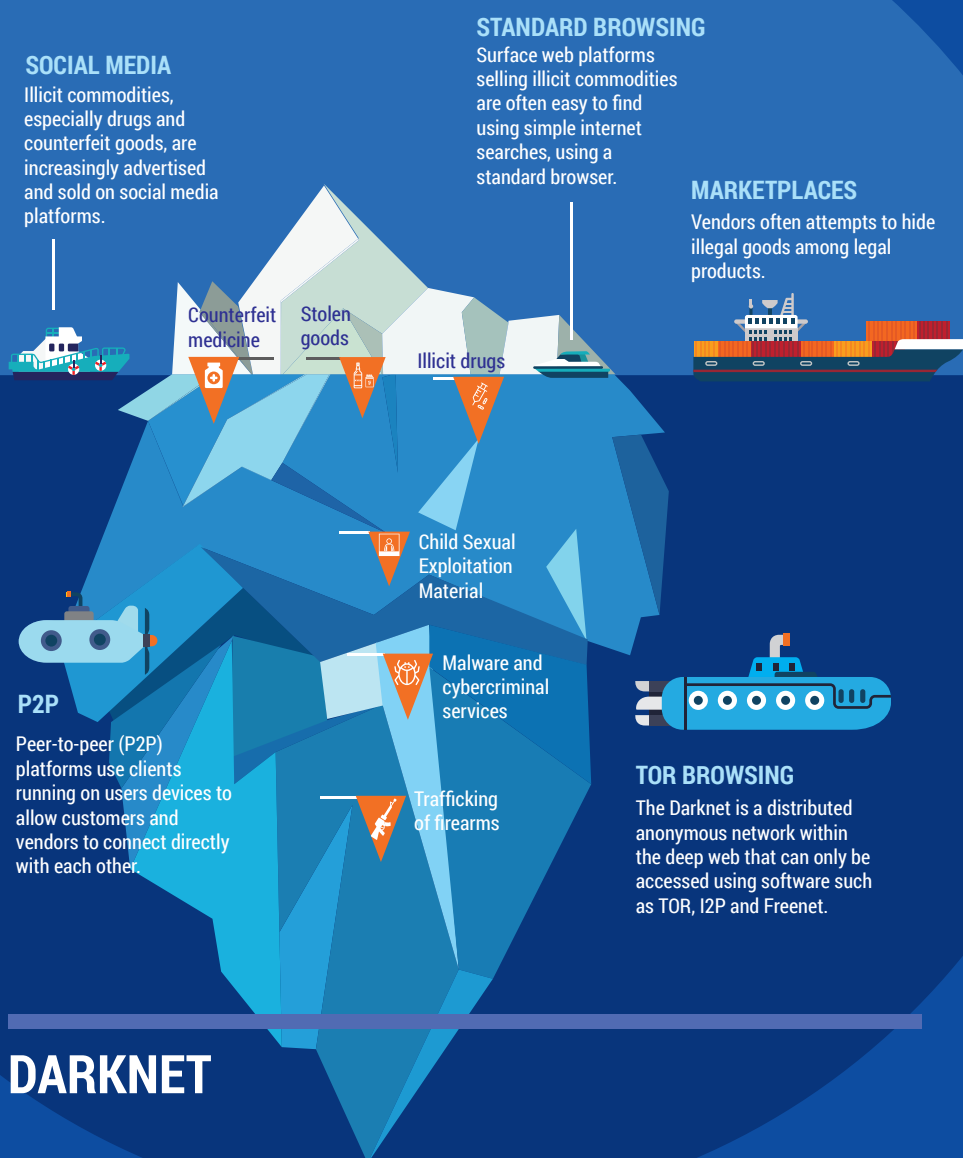 SOCIAL MEDIA
Illicit commodities,
especially drugs and
counterfeit goods, are
increasingly advertised
and sold on social media
platforms.
STANDARD BROWSING
Surface web platforms
selling illicit commodities
are often easy to find
using simple internet
searches, using a
standard browser.
MARKETPLACES
Vendors often attempts to hide
illegal goods among legal
products.
Counterfeit
medicine
Stolen
goods
Illicit drugs
Child Sexual
Exploitation
Material
Malware and
cybercriminal
services
Trafficking
of firearms
P2P
Peer-to-peer (P2P)
platforms use clients
running on users devices to
allow customers and
vendors to connect directly
with each other.
TOR BROWSING
The Darknet is a distributed
anonymous network within
the deep web that can only be
accessed using software such
as TOR, I2P and Freenet.
DARKNET